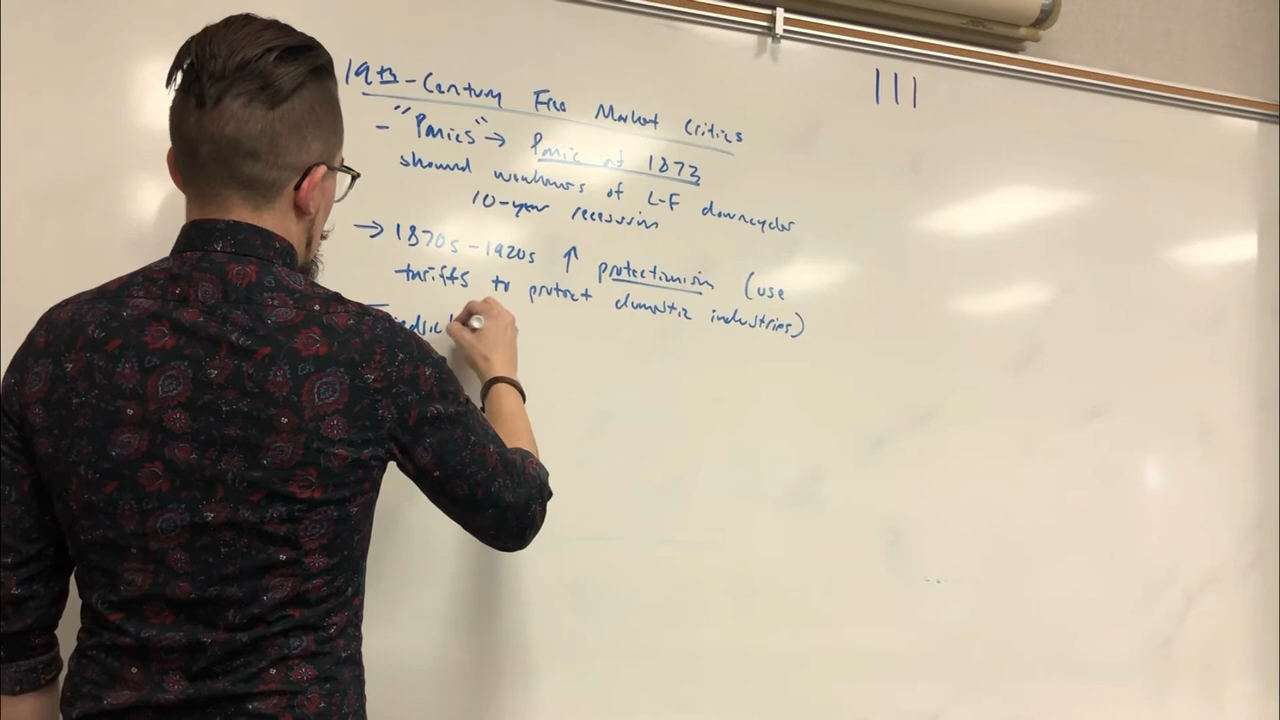 19th-Century Free Market Critics
- "Panics" → Panic of 1873
showed weaknesses of L-F downcycles
10-year recession
→ 1870s-1920s ↑ protectionism (use
tariffs to protect domestic industries)
-
|||